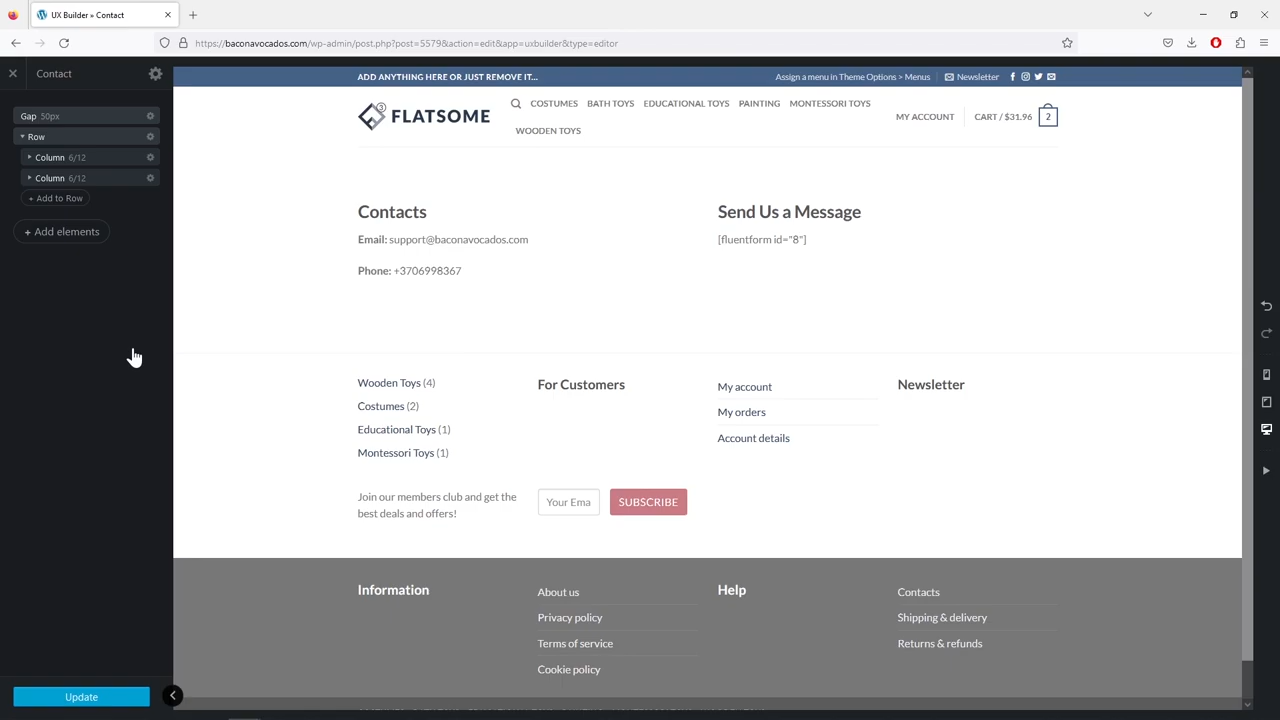 UX Builder » Contact
https://baconavocados.com/wp-admin/post.php?post=5579&action=edit&app=uxbuilder&type=editor
Contact
Gap 50px
Row
Column 6/12
Column 6/12
+ Add to Row
+ Add elements
Update
ADD ANYTHING HERE OR JUST REMOVE IT...
Assign a menu in Theme Options > Menus
Newsletter
3
FLATSOME
COSTUMES
BATH TOYS
EDUCATIONAL TOYS
PAINTING
MONTESSORI TOYS
WOODEN TOYS
MY ACCOUNT
CART / $31.96
2
Contacts
Email: support@baconavocados.com
Phone: +3706998367
Send Us a Message
[fluentform id="8"]
Wooden Toys (4)
Costumes (2)
Educational Toys (1)
Montessori Toys (1)
For Customers
My account
My orders
Account details
Newsletter
Join our members club and get the
best deals and offers!
Your Ema
SUBSCRIBE
Information
About us
Privacy policy
Terms of service
Cookie policy
Help
Contacts
Shipping & delivery
Returns & refunds